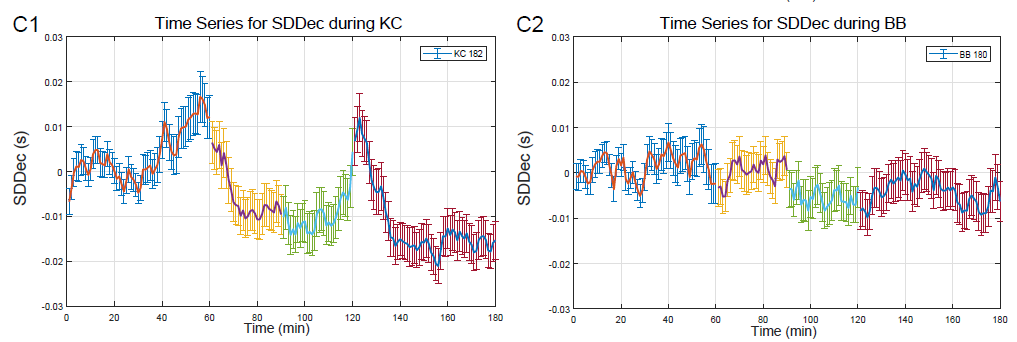 C1
Time Series for SDDec during KC
0.03
0.02
0.01
0
-0.01
-0.02
-0.03
SDDec (s)
KC 182
0 20 40 60 80 100 120 140 160 180
Time (min)
C2
Time Series for SDDec during BB
0.03
0.02
0.01
0
-0.01
-0.02
-0.03
SDDec (s)
BB 180
0 20 40 60 80 100 120 140 160 180
Time (min)